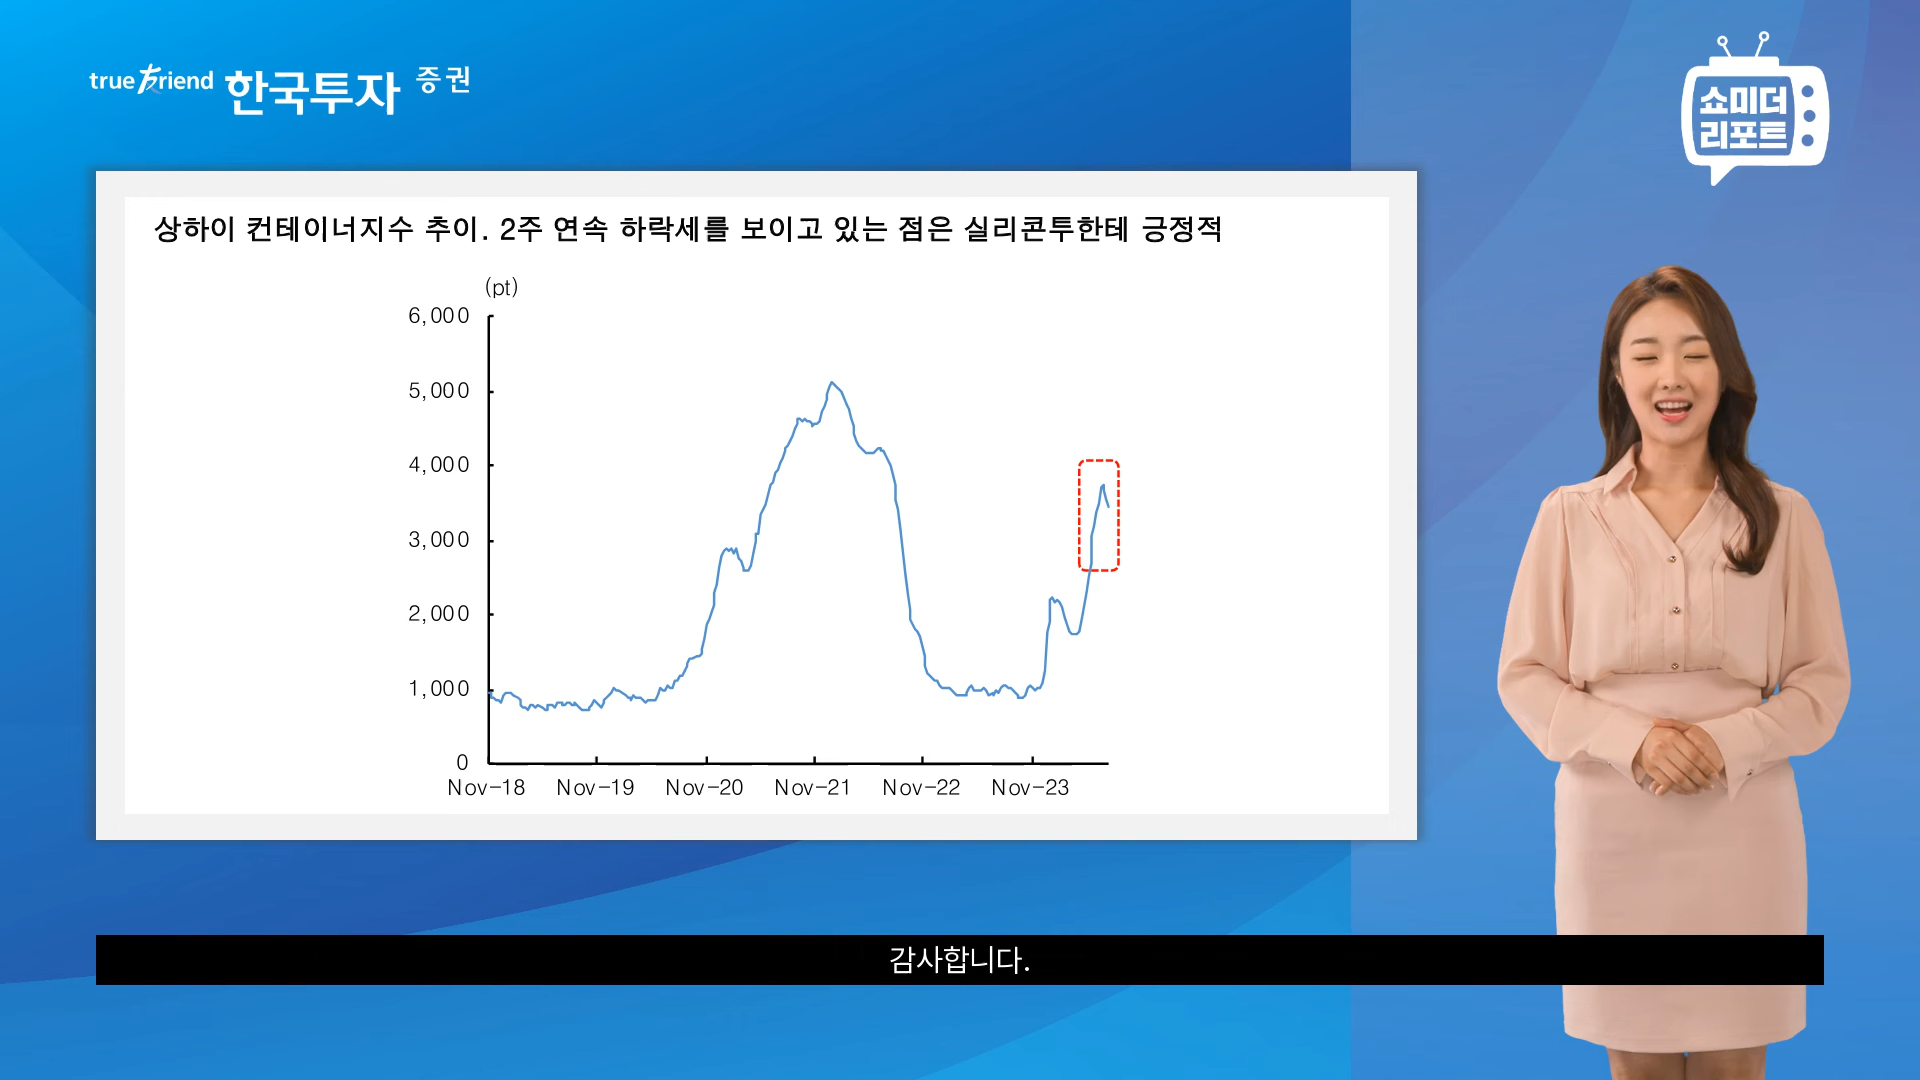 true friend 한국투자 증권
쇼미더
리포트
상하이 컨테이너지수 추이. 2주 연속 하락세를 보이고 있는 점은 실리콘투한테 긍정적
(pt)
6,000
5,000
4,000
3,000
2,000
1,000
0
Nov-18 Nov-19 Nov-20 Nov-21 Nov-22 Nov-23
감사합니다.